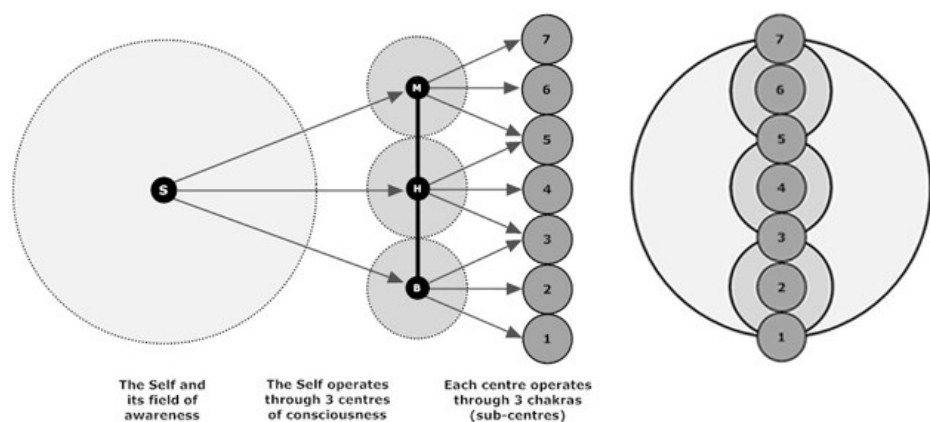 S
M
H
B
7
6
5
4
3
2
1
7
6
5
4
3
2
1
The Self and
its field of
awareness
The Self operates
through 3 centres
of consciousness
Each centre operates
through 3 chakras
(sub-centres)